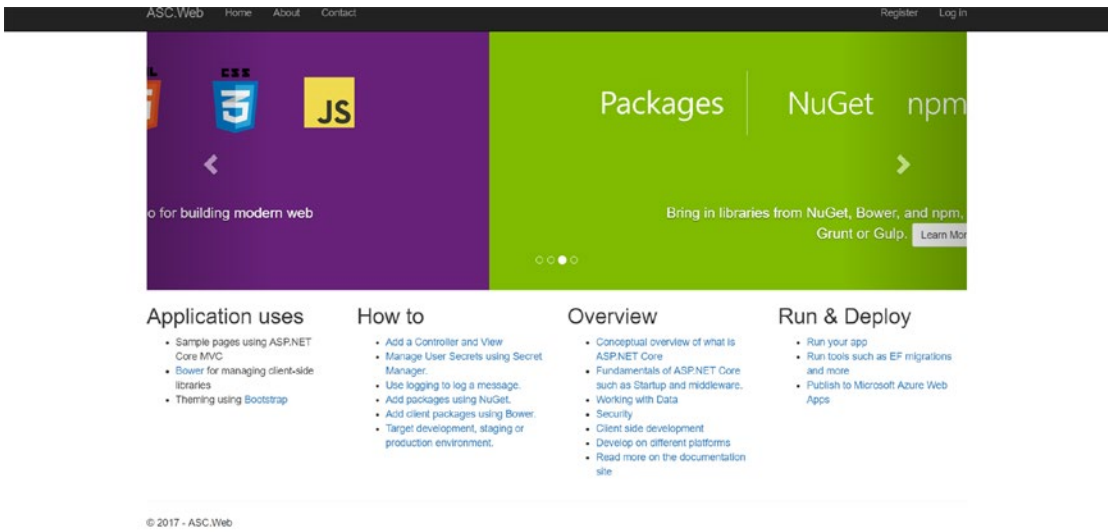 ASC.Web Home About Contact Register Log in
CSS
3
JS
Packages NuGet npm
o for building modern web
Bring in libraries from NuGet, Bower, and npm,
Grunt or Gulp. Learn Mor
Application uses
Sample pages using ASP.NET
Core MVC
Bower for managing client-side
libraries
Theming using Bootstrap
How to
Add a Controller and View
Manage User Secrets using Secret
Manager.
Use logging to log a message.
Add packages using NuGet.
Add client packages using Bower.
Target development, staging or
production environment.
Overview
Conceptual overview of what is
ASP.NET Core
Fundamentals of ASP.NET Core
such as Startup and middleware.
Working with Data
Security
Client side development
Develop on different platforms
Read more on the documentation
site
Run & Deploy
Run your app
Run tools such as EF migrations
and more
Publish to Microsoft Azure Web
Apps
© 2017 - ASC.Web